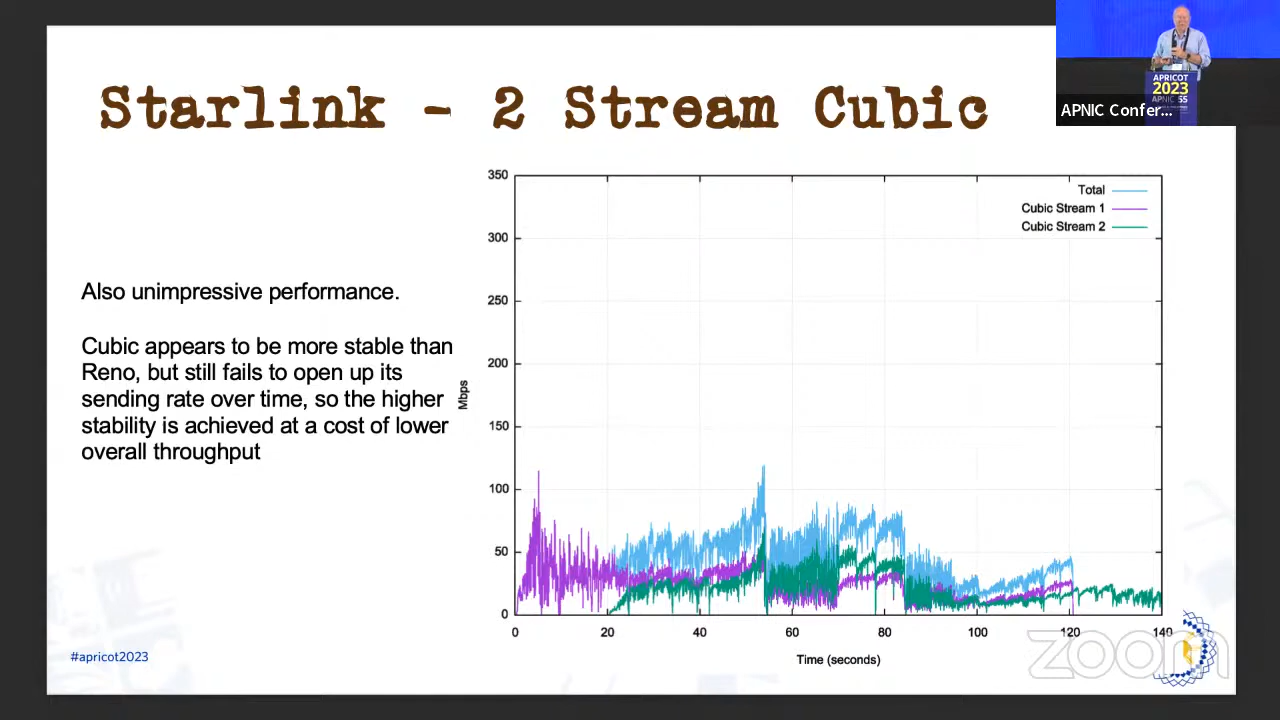 Starlink - 2 Stream Cubic
APRICOT
2023
APNIC 55
APNIC Confer...
Also unimpressive performance.
Cubic appears to be more stable than
Reno, but still fails to open up its
sending rate over time, so the higher
stability is achieved at a cost of lower
overall throughput
Mbps
350
300
250
200
150
100
50
0
Total
Cubic Stream 1
Cubic Stream 2
0 20 40 60 80 100 120 140
Time (seconds)
#apricot2023
zoom